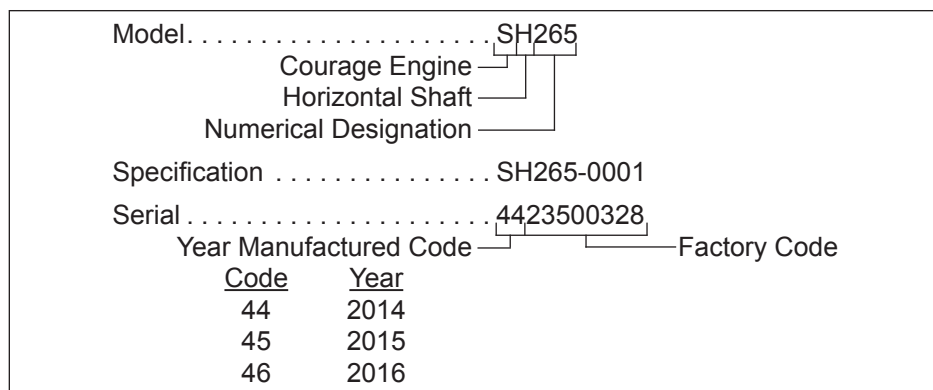 Model. . . . . . . . . . . . . . . . . . . . . SH265
Courage Engine
Horizontal Shaft
Numerical Designation
Specification . . . . . . . . . . . . . . . SH265-0001
Serial . . . . . . . . . . . . . . . . . . . . . 4423500328
Year Manufactured Code Factory Code
Code Year
44 2014
45 2015
46 2016